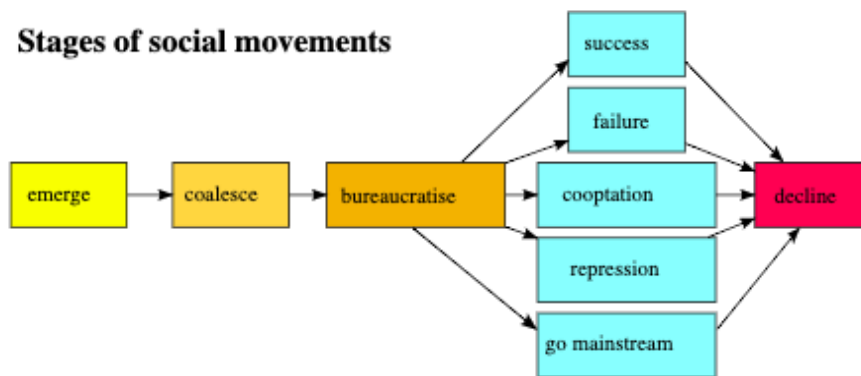 Stages of social movements
success
failure
emerge
coalesce
bureaucratise
cooptation
decline
repression
go mainstream